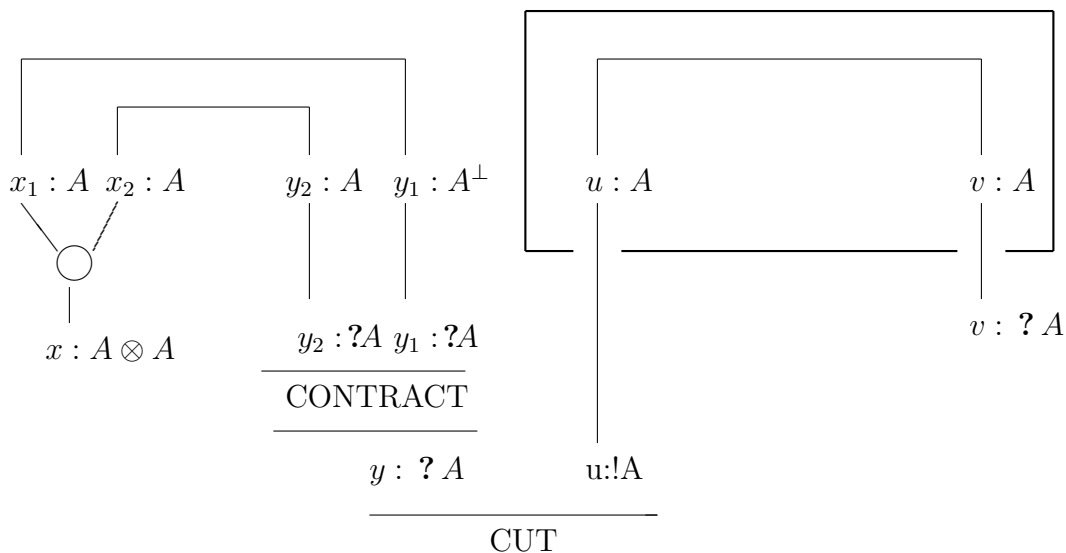 x₁ : A x₂ : A y₂ : A y₁ : A^⊥ u : A v : A
x : A ⊗ A y₂ : ?A y₁ : ?A v : ? A
CONTRACT
y : ? A u:!A
CUT